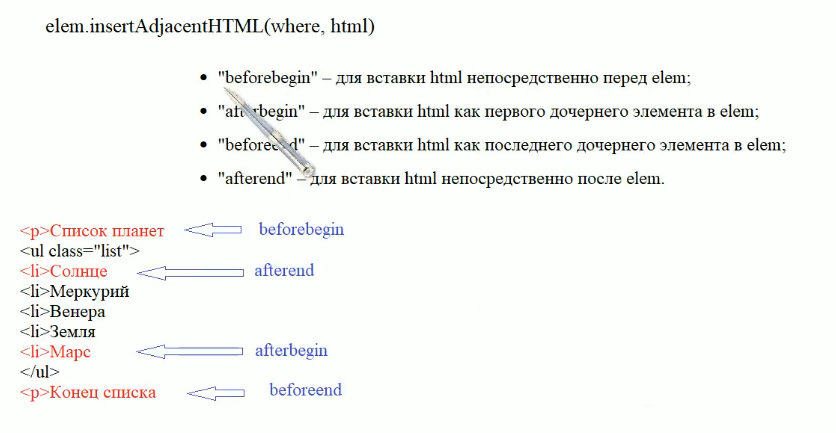 elem.insertAdjacentHTML(where, html)
• "beforebegin" – для вставки html непосредственно перед elem;
• "afterbegin" – для вставки html как первого дочернего элемента в elem;
• "beforeend" – для вставки html как последнего дочернего элемента в elem;
• "afterend" – для вставки html непосредственно после elem.
<p>Список планет beforebegin
<ul class="list">
<li>Солнце afterend
<li>Меркурий
<li>Венера
<li>Земля
<li>Марс afterbegin
</ul>
<p>Конец списка beforeend